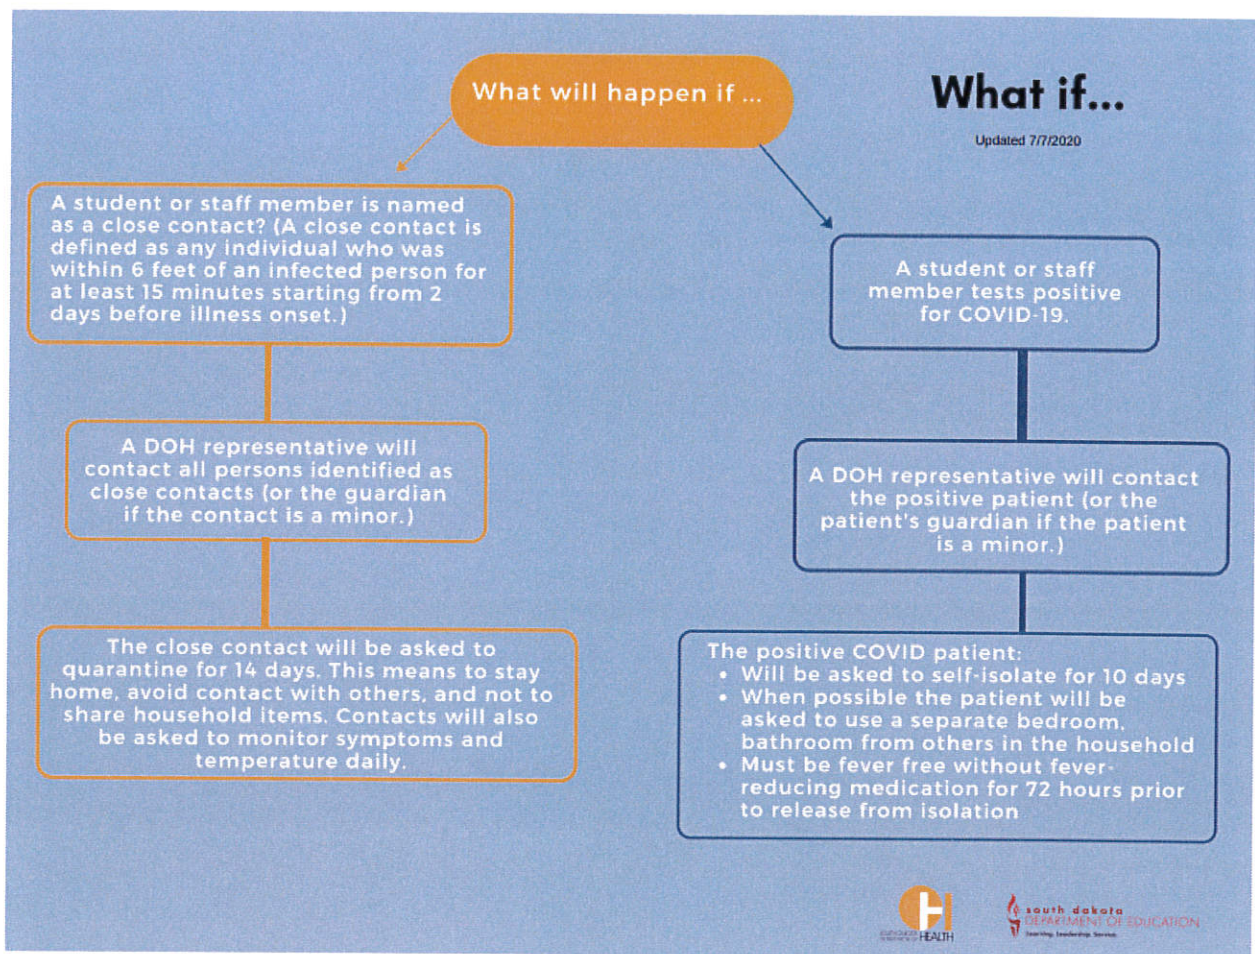 What will happen if ...
What if...
Updated 7/7/2020
A student or staff member is named
as a close contact? (A close contact is
defined as any individual who was
within 6 feet of an infected person for
at least 15 minutes starting from 2
days before illness onset.)
A DOH representative will
contact all persons identified as
close contacts (or the guardian
if the contact is a minor.)
The close contact will be asked to
quarantine for 14 days. This means to stay
home, avoid contact with others, and not to
share household items. Contacts will also
be asked to monitor symptoms and
temperature daily.
A student or staff
member tests positive
for COVID-19.
A DOH representative will contact
the positive patient (or the
patient's guardian if the patient
is a minor.)
The positive COVID patient:
• Will be asked to self-isolate for 10 days
• When possible the patient will be
asked to use a separate bedroom,
bathroom from others in the household
• Must be fever free without fever-
reducing medication for 72 hours prior
to release from isolation
HEALTH
south dakota
DEPARTMENT OF EDUCATION
Learning. Leadership. Service.